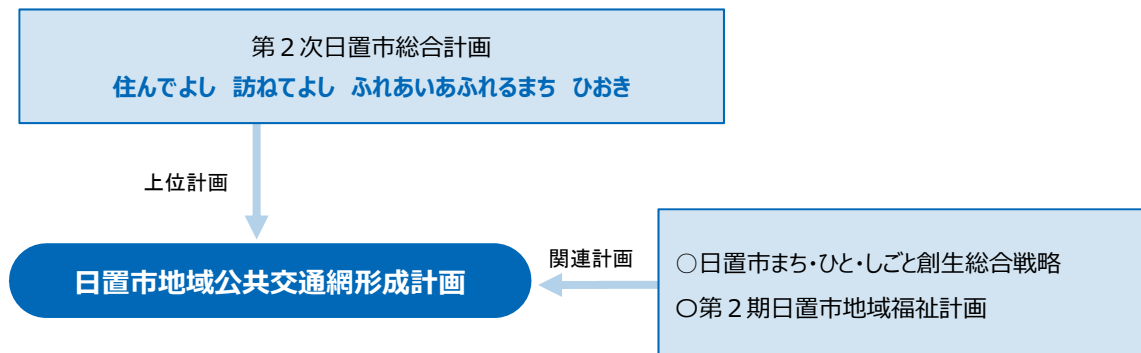 第２次日置市総合計画
住んでよし 訪ねてよし ふれあいあふれるまち ひおき
上位計画
日置市地域公共交通網形成計画
関連計画
○日置市まち・ひと・しごと創生総合戦略
○第２期日置市地域福祉計画